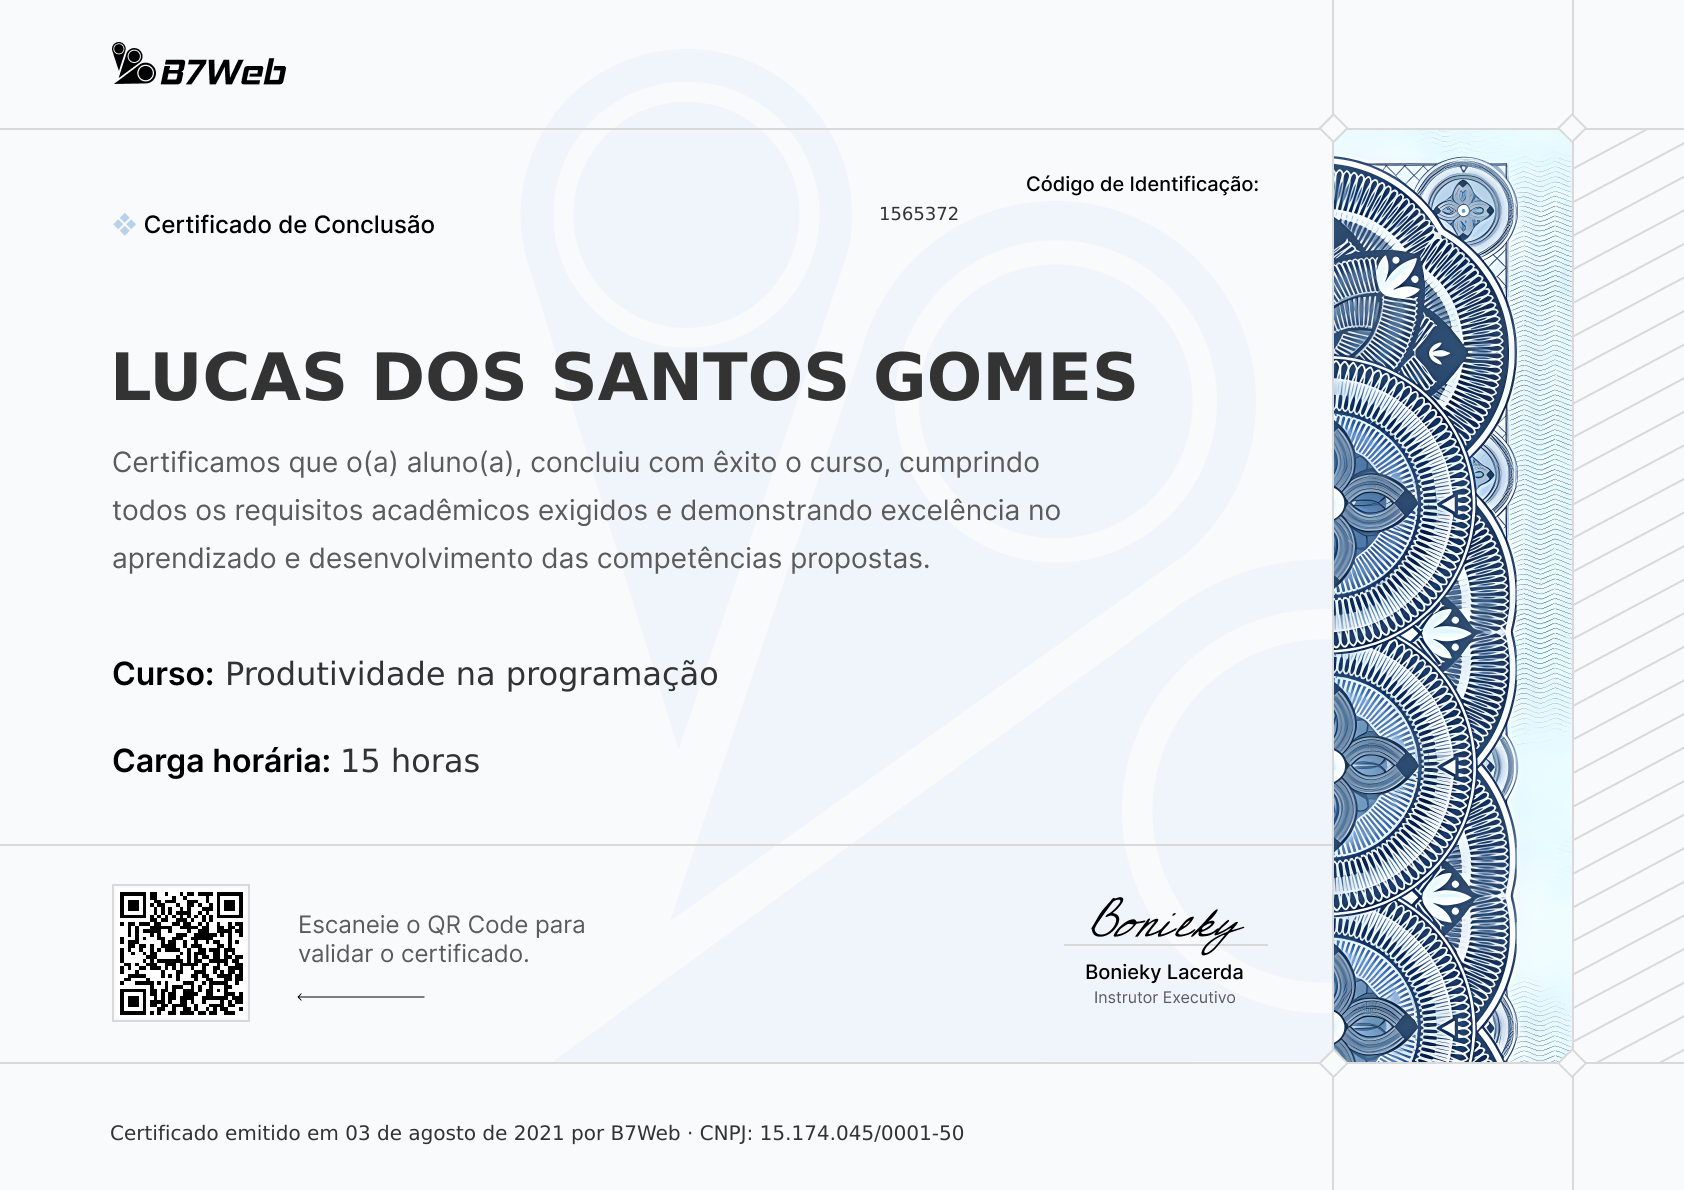 B7Web
Código de Identificação:
1565372
Certificado de Conclusão
LUCAS DOS SANTOS GOMES
Certificamos que o(a) aluno(a), concluiu com êxito o curso, cumprindo
todos os requisitos acadêmicos exigidos e demonstrando excelência no
aprendizado e desenvolvimento das competências propostas.
Curso: Produtividade na programação
Carga horária: 15 horas
Escaneie o QR Code para
validar o certificado.
Bonieky
Bonieky Lacerda
Instrutor Executivo
Certificado emitido em 03 de agosto de 2021 por B7Web · CNPJ: 15.174.045/0001-50